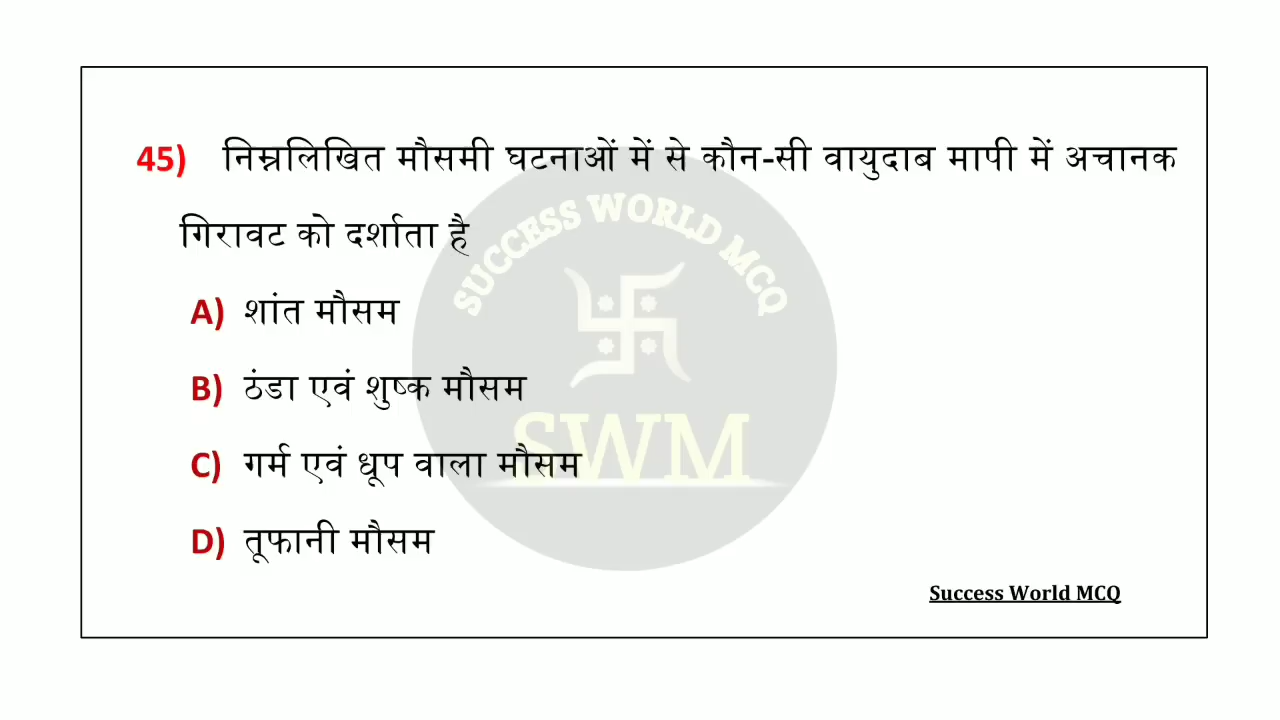 45) निम्नलिखित मौसमी घटनाओं में से कौन-सी वायुदाब मापी में अचानक
गिरावट को दर्शाता है
SUCCESS WORLD MCQ
A) शांत मौसम
B) ठंडा एवं शुष्क मौसम
C) गर्म एवं धूप वाला मौसम
SWM
D) तूफानी मौसम
Success World MCQ